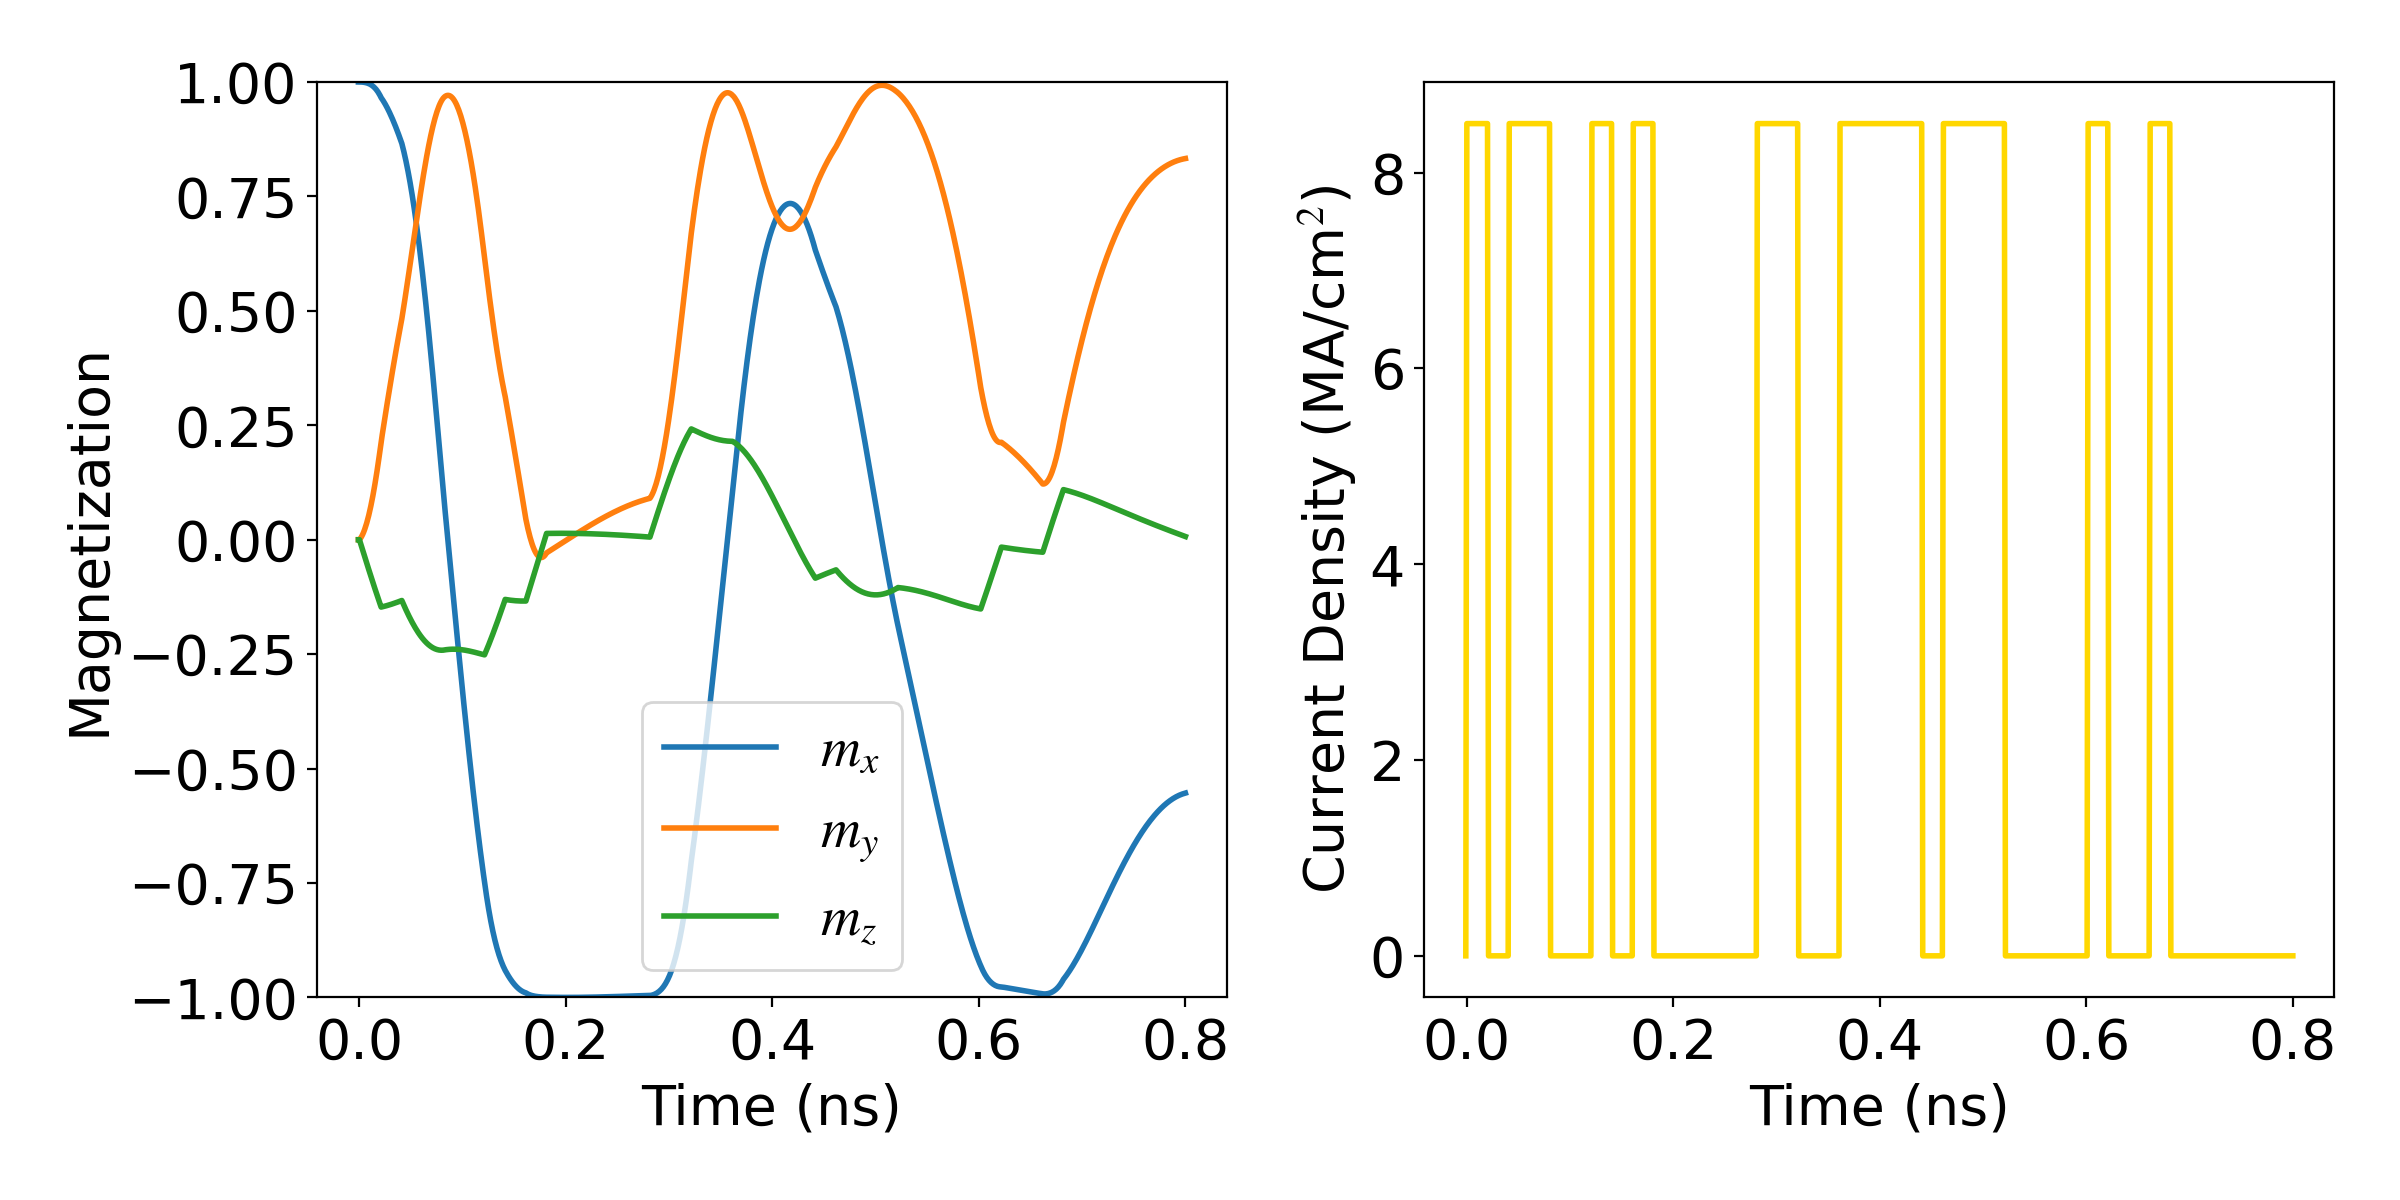 Magnetization
1.00
0.75
0.50
0.25
0.00
−0.25
−0.50
−0.75
−1.00
0.0 0.2 0.4 0.6 0.8
Time (ns)
m_x
m_y
m_z
Current Density (MA/cm²)
8
6
4
2
0
0.0 0.2 0.4 0.6 0.8
Time (ns)